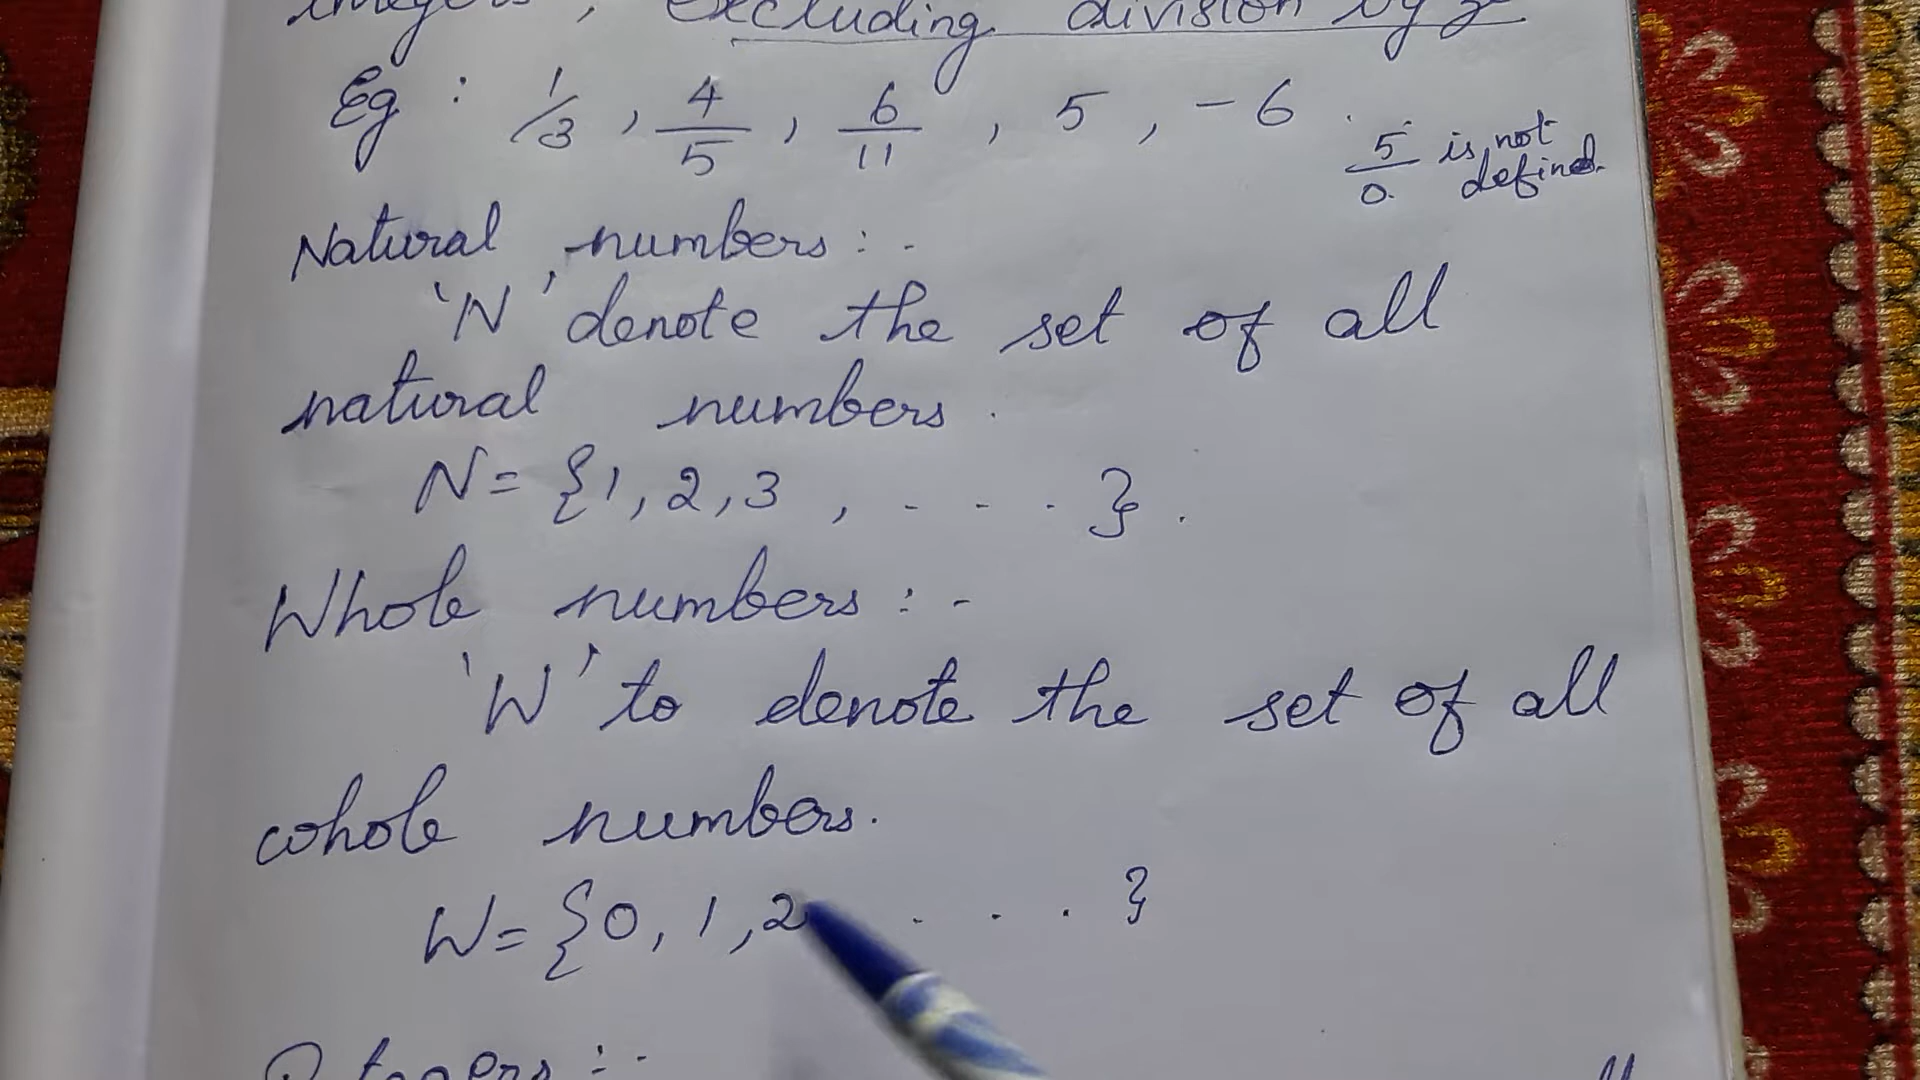 integers, excluding division by
Eg : 1/3, 4/5, 6/11, 5, -6.
5/0 is not defined.
Natural numbers :-
'N' denote the set of all
natural numbers.
N = {1, 2, 3, . . . }.
Whole numbers :-
'W' to denote the set of all
whole numbers.
W = {0, 1, 2 . . . }
Integers :-